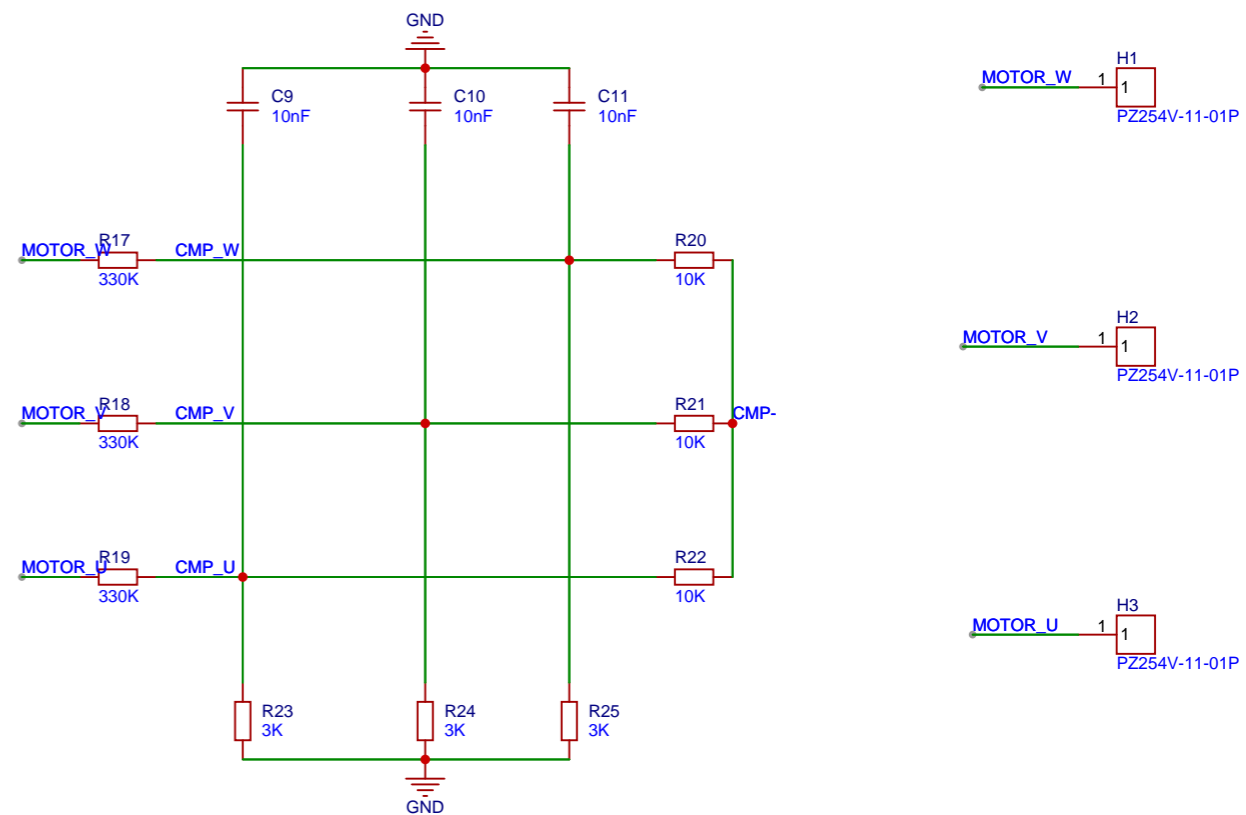 GND
C9
10nF
C10
10nF
C11
10nF
MOTOR_W
1
1
H1
PZ254V-11-01P
MOTOR_W
R17
330K
CMP_W
R20
10K
MOTOR_V
1
1
H2
PZ254V-11-01P
MOTOR_V
R18
330K
CMP_V
R21
10K
CMP-
MOTOR_U
R19
330K
CMP_U
R22
10K
MOTOR_U
1
1
H3
PZ254V-11-01P
R23
3K
R24
3K
R25
3K
GND